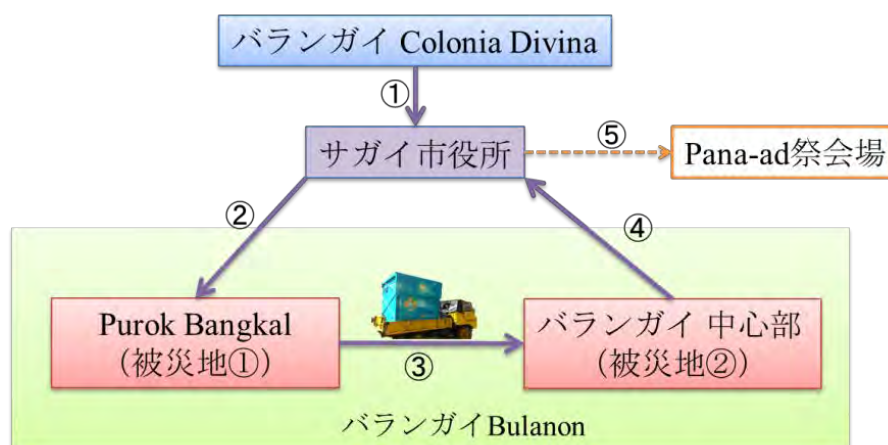 バランガイ Colonia Divina
①
サガイ市役所
⑤
Pana-ad祭会場
②
④
Purok Bangkal
（被災地①）
③
バランガイ 中心部
（被災地②）
バランガイBulanon